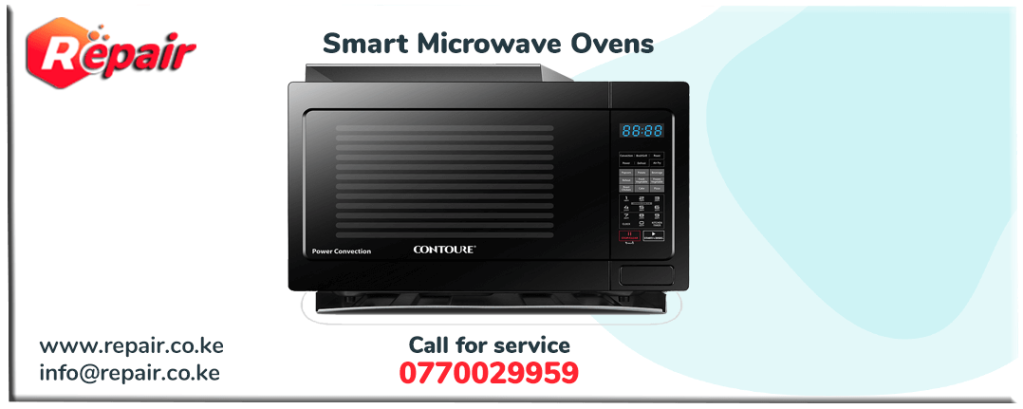 Repair
Smart Microwave Ovens
88:88
Power Convection
CONTOURE™
www.repair.co.ke
info@repair.co.ke
Call for service
0770029959